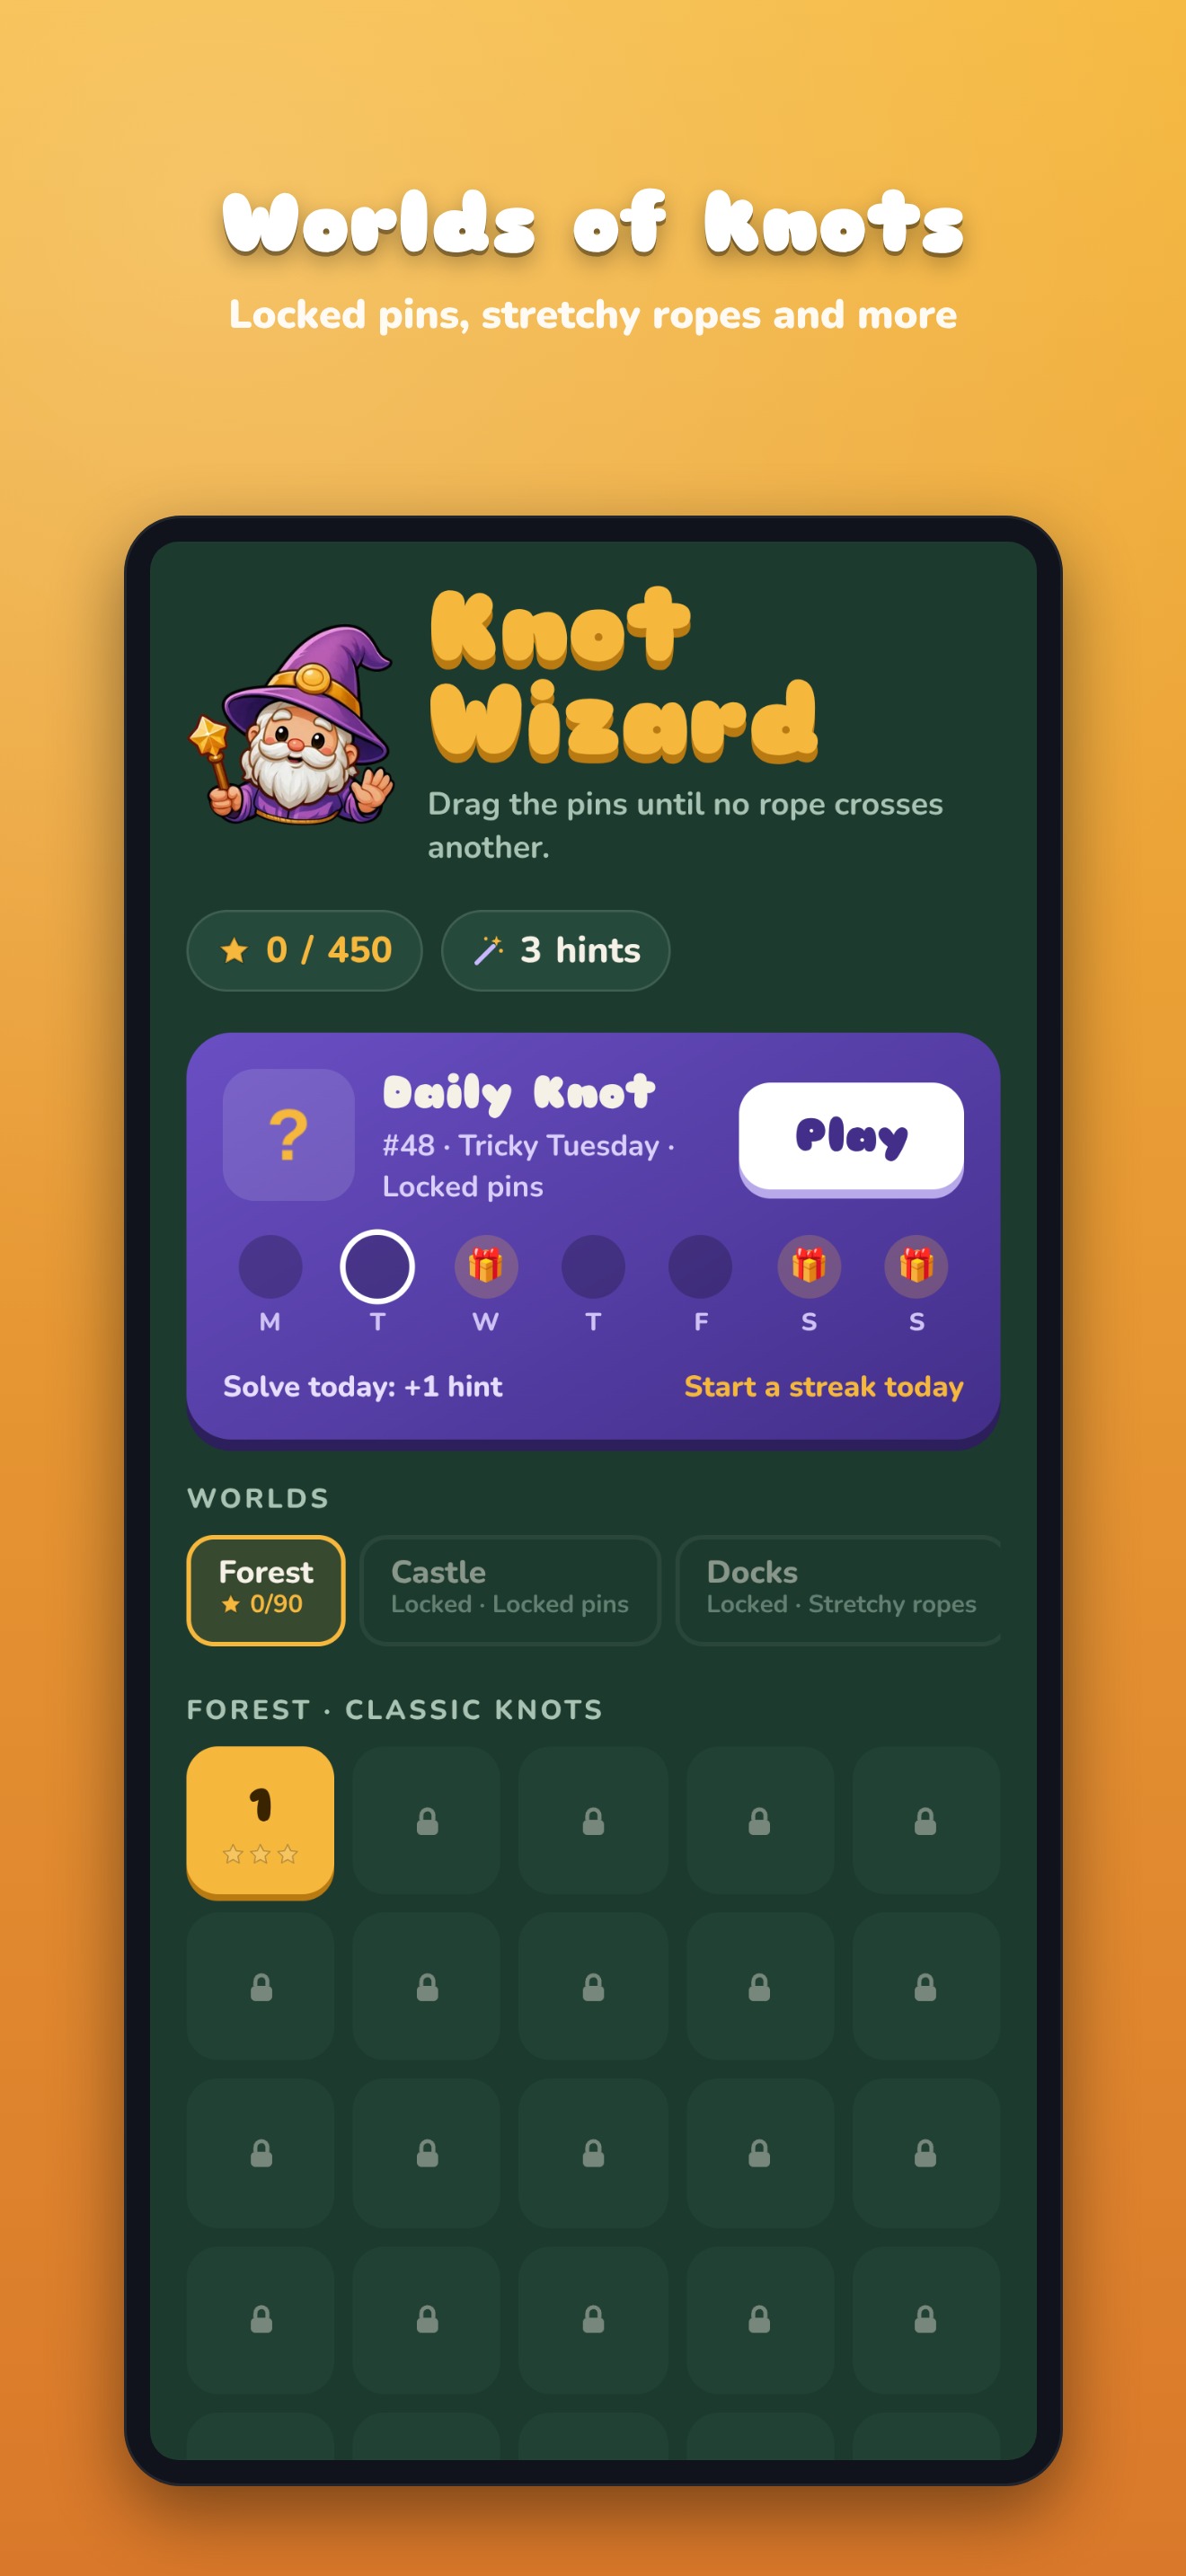 Worlds of Knots
Locked pins, stretchy ropes and more
Knot
Wizard
Drag the pins until no rope crosses
another.
0 / 450
3 hints
?
Daily Knot
#48 · Tricky Tuesday ·
Locked pins
Play
M T W T F S S
Solve today: +1 hint
Start a streak today
WORLDS
Forest
0/90
Castle
Locked · Locked pins
Docks
Locked · Stretchy ropes
FOREST · CLASSIC KNOTS
1